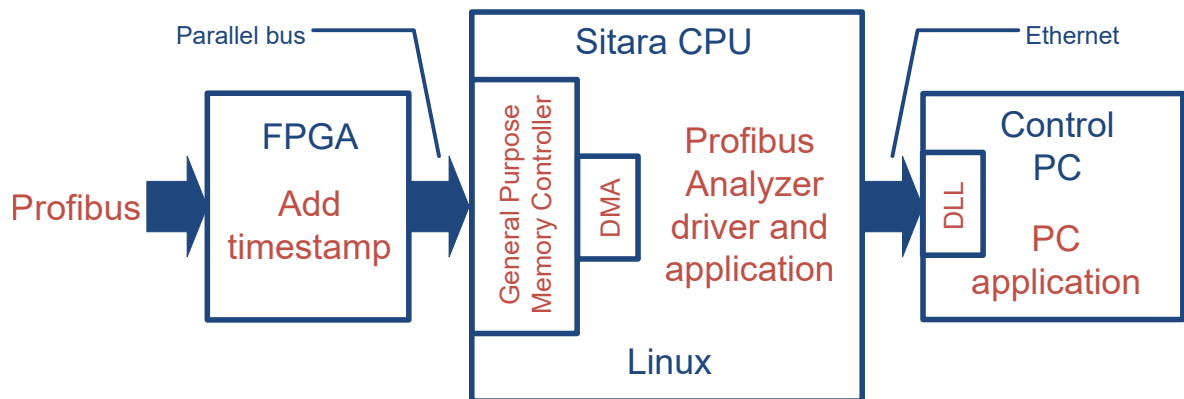 Parallel bus
Sitara CPU
Ethernet
FPGA
Add
timestamp
Profibus
General Purpose
Memory Controller
DMA
Profibus
Analyzer
driver and
application
Linux
Control
PC
DLL
PC
application